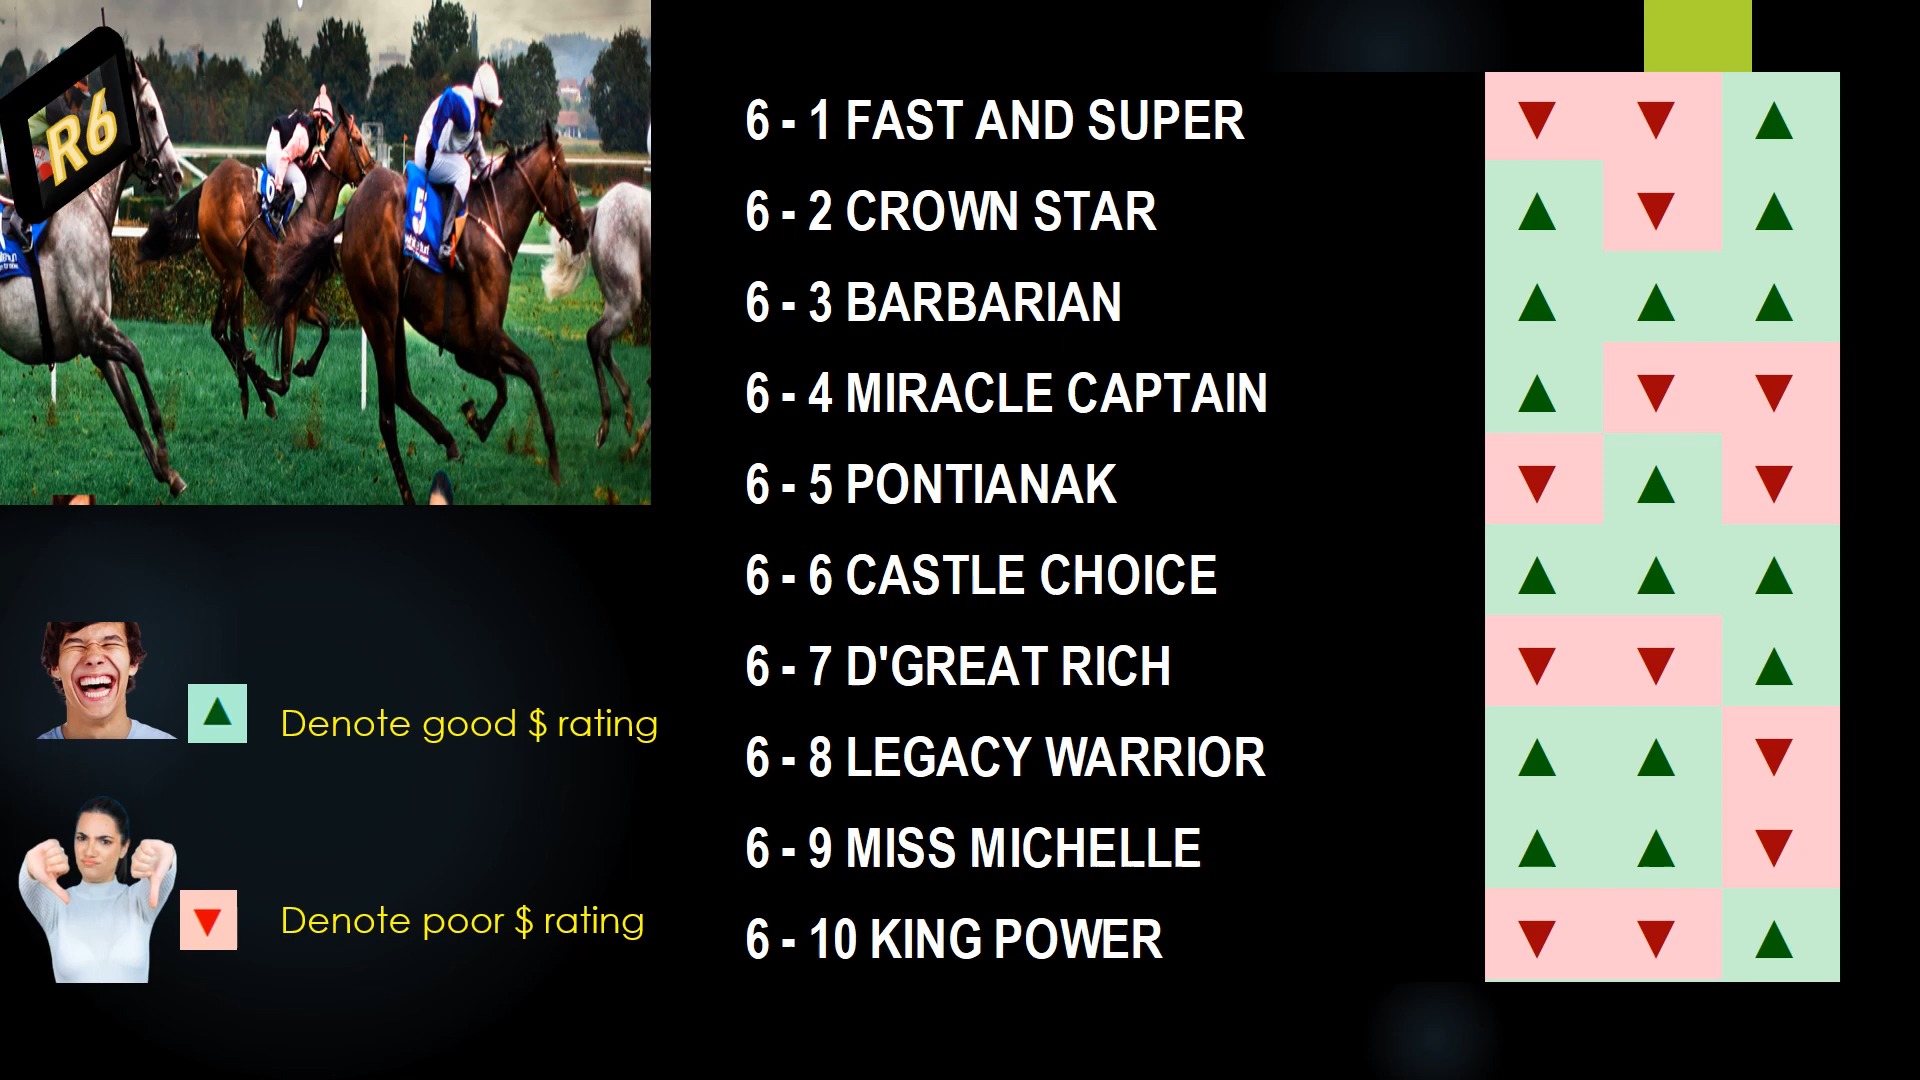 R6
5
6 - 1 FAST AND SUPER
6 - 2 CROWN STAR
6 - 3 BARBARIAN
6 - 4 MIRACLE CAPTAIN
6 - 5 PONTIANAK
6 - 6 CASTLE CHOICE
6 - 7 D'GREAT RICH
6 - 8 LEGACY WARRIOR
6 - 9 MISS MICHELLE
6 - 10 KING POWER
Denote good $ rating
Denote poor $ rating